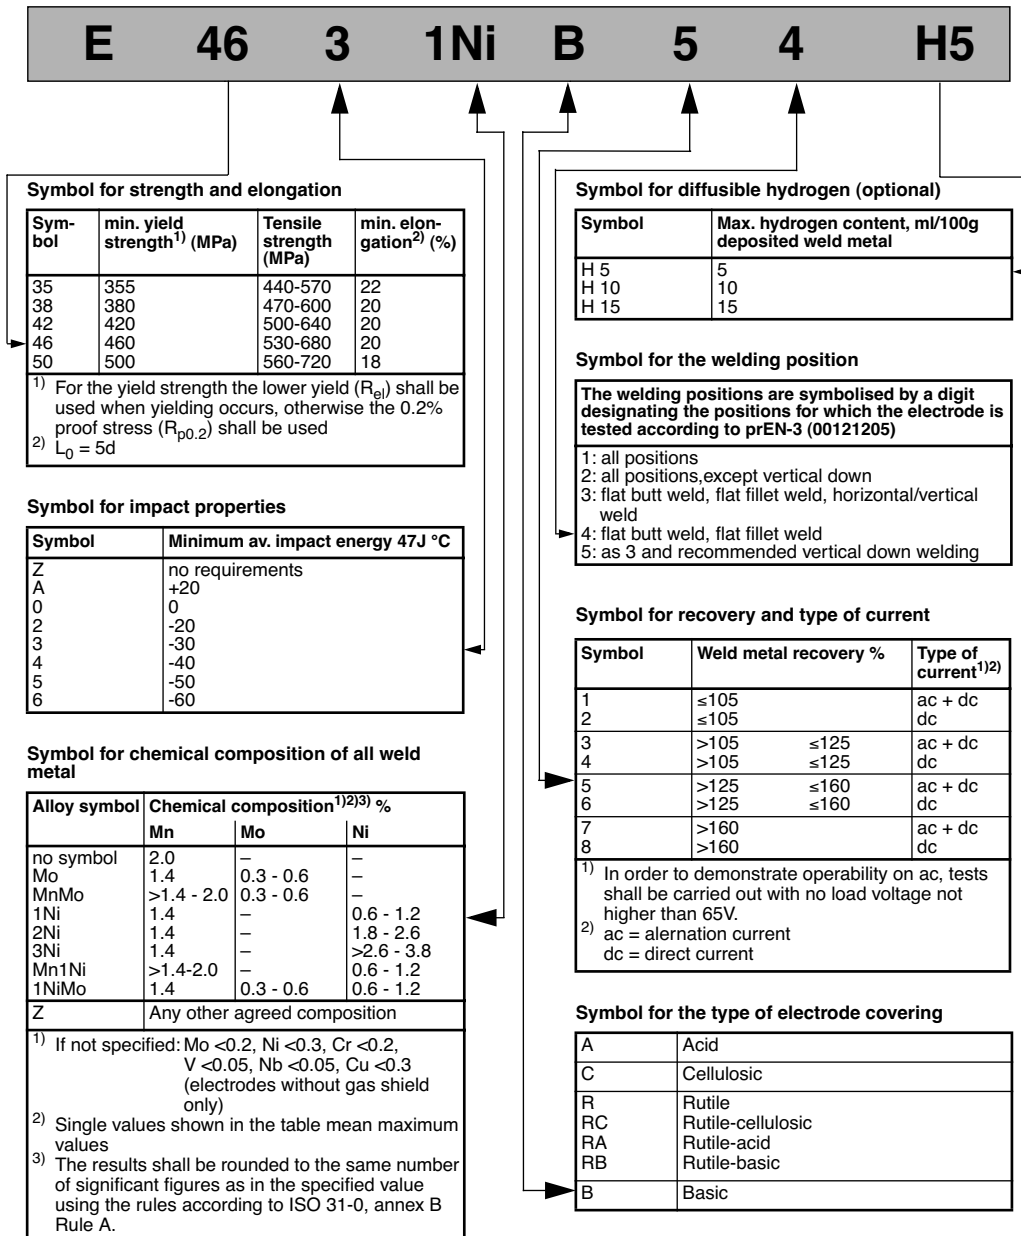 E 46 3 1Ni B 5 4 H5
Symbol for strength and elongation
Sym-bol min. yield strength1) (MPa) Tensile strength (MPa) min. elon-gation2) (%)
35 355 440-570 22
38 380 470-600 20
42 420 500-640 20
46 460 530-680 20
50 500 560-720 18
1) For the yield strength the lower yield (Rel) shall be
used when yielding occurs, otherwise the 0.2%
proof stress (Rp0.2) shall be used
2) L0 = 5d
Symbol for impact properties
Symbol Minimum av. impact energy 47J °C
Z no requirements
A +20
0 0
2 -20
3 -30
4 -40
5 -50
6 -60
Symbol for chemical composition of all weld
metal
Alloy symbol Chemical composition1)2)3) %
Mn Mo Ni
no symbol 2.0 – –
Mo 1.4 0.3 - 0.6 –
MnMo >1.4 - 2.0 0.3 - 0.6 –
1Ni 1.4 – 0.6 - 1.2
2Ni 1.4 – 1.8 - 2.6
3Ni 1.4 – >2.6 - 3.8
Mn1Ni >1.4-2.0 – 0.6 - 1.2
1NiMo 1.4 0.3 - 0.6 0.6 - 1.2
Z Any other agreed composition
1) If not specified: Mo <0.2, Ni <0.3, Cr <0.2,
V <0.05, Nb <0.05, Cu <0.3
(electrodes without gas shield
only)
2) Single values shown in the table mean maximum
values
3) The results shall be rounded to the same number
of significant figures as in the specified value
using the rules according to ISO 31-0, annex B
Rule A.
Symbol for diffusible hydrogen (optional)
Symbol Max. hydrogen content, ml/100g
deposited weld metal
H 5 5
H 10 10
H 15 15
Symbol for the welding position
The welding positions are symbolised by a digit
designating the positions for which the electrode is
tested according to prEN-3 (00121205)
1: all positions
2: all positions,except vertical down
3: flat butt weld, flat fillet weld, horizontal/vertical
weld
4: flat butt weld, flat fillet weld
5: as 3 and recommended vertical down welding
Symbol for recovery and type of current
Symbol Weld metal recovery % Type of
current1)2)
1 ≤105 ac + dc
2 ≤105 dc
3 >105 ≤125 ac + dc
4 >105 ≤125 dc
5 >125 ≤160 ac + dc
6 >125 ≤160 dc
7 >160 ac + dc
8 >160 dc
1) In order to demonstrate operability on ac, tests
shall be carried out with no load voltage not
higher than 65V.
2) ac = alernation current
dc = direct current
Symbol for the type of electrode covering
A Acid
C Cellulosic
R Rutile
RC Rutile-cellulosic
RA Rutile-acid
RB Rutile-basic
B Basic